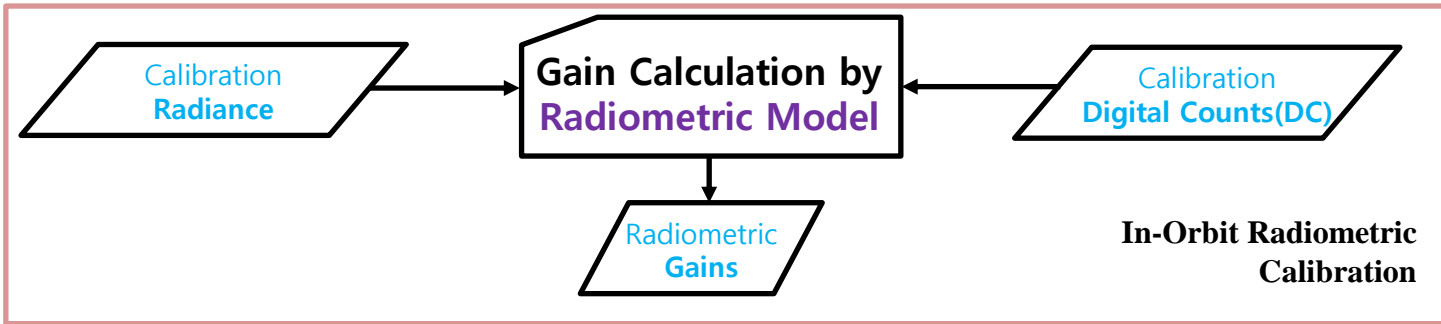 Calibration
Radiance
Gain Calculation by
Radiometric Model
Calibration
Digital Counts(DC)
Radiometric
Gains
In-Orbit Radiometric
Calibration